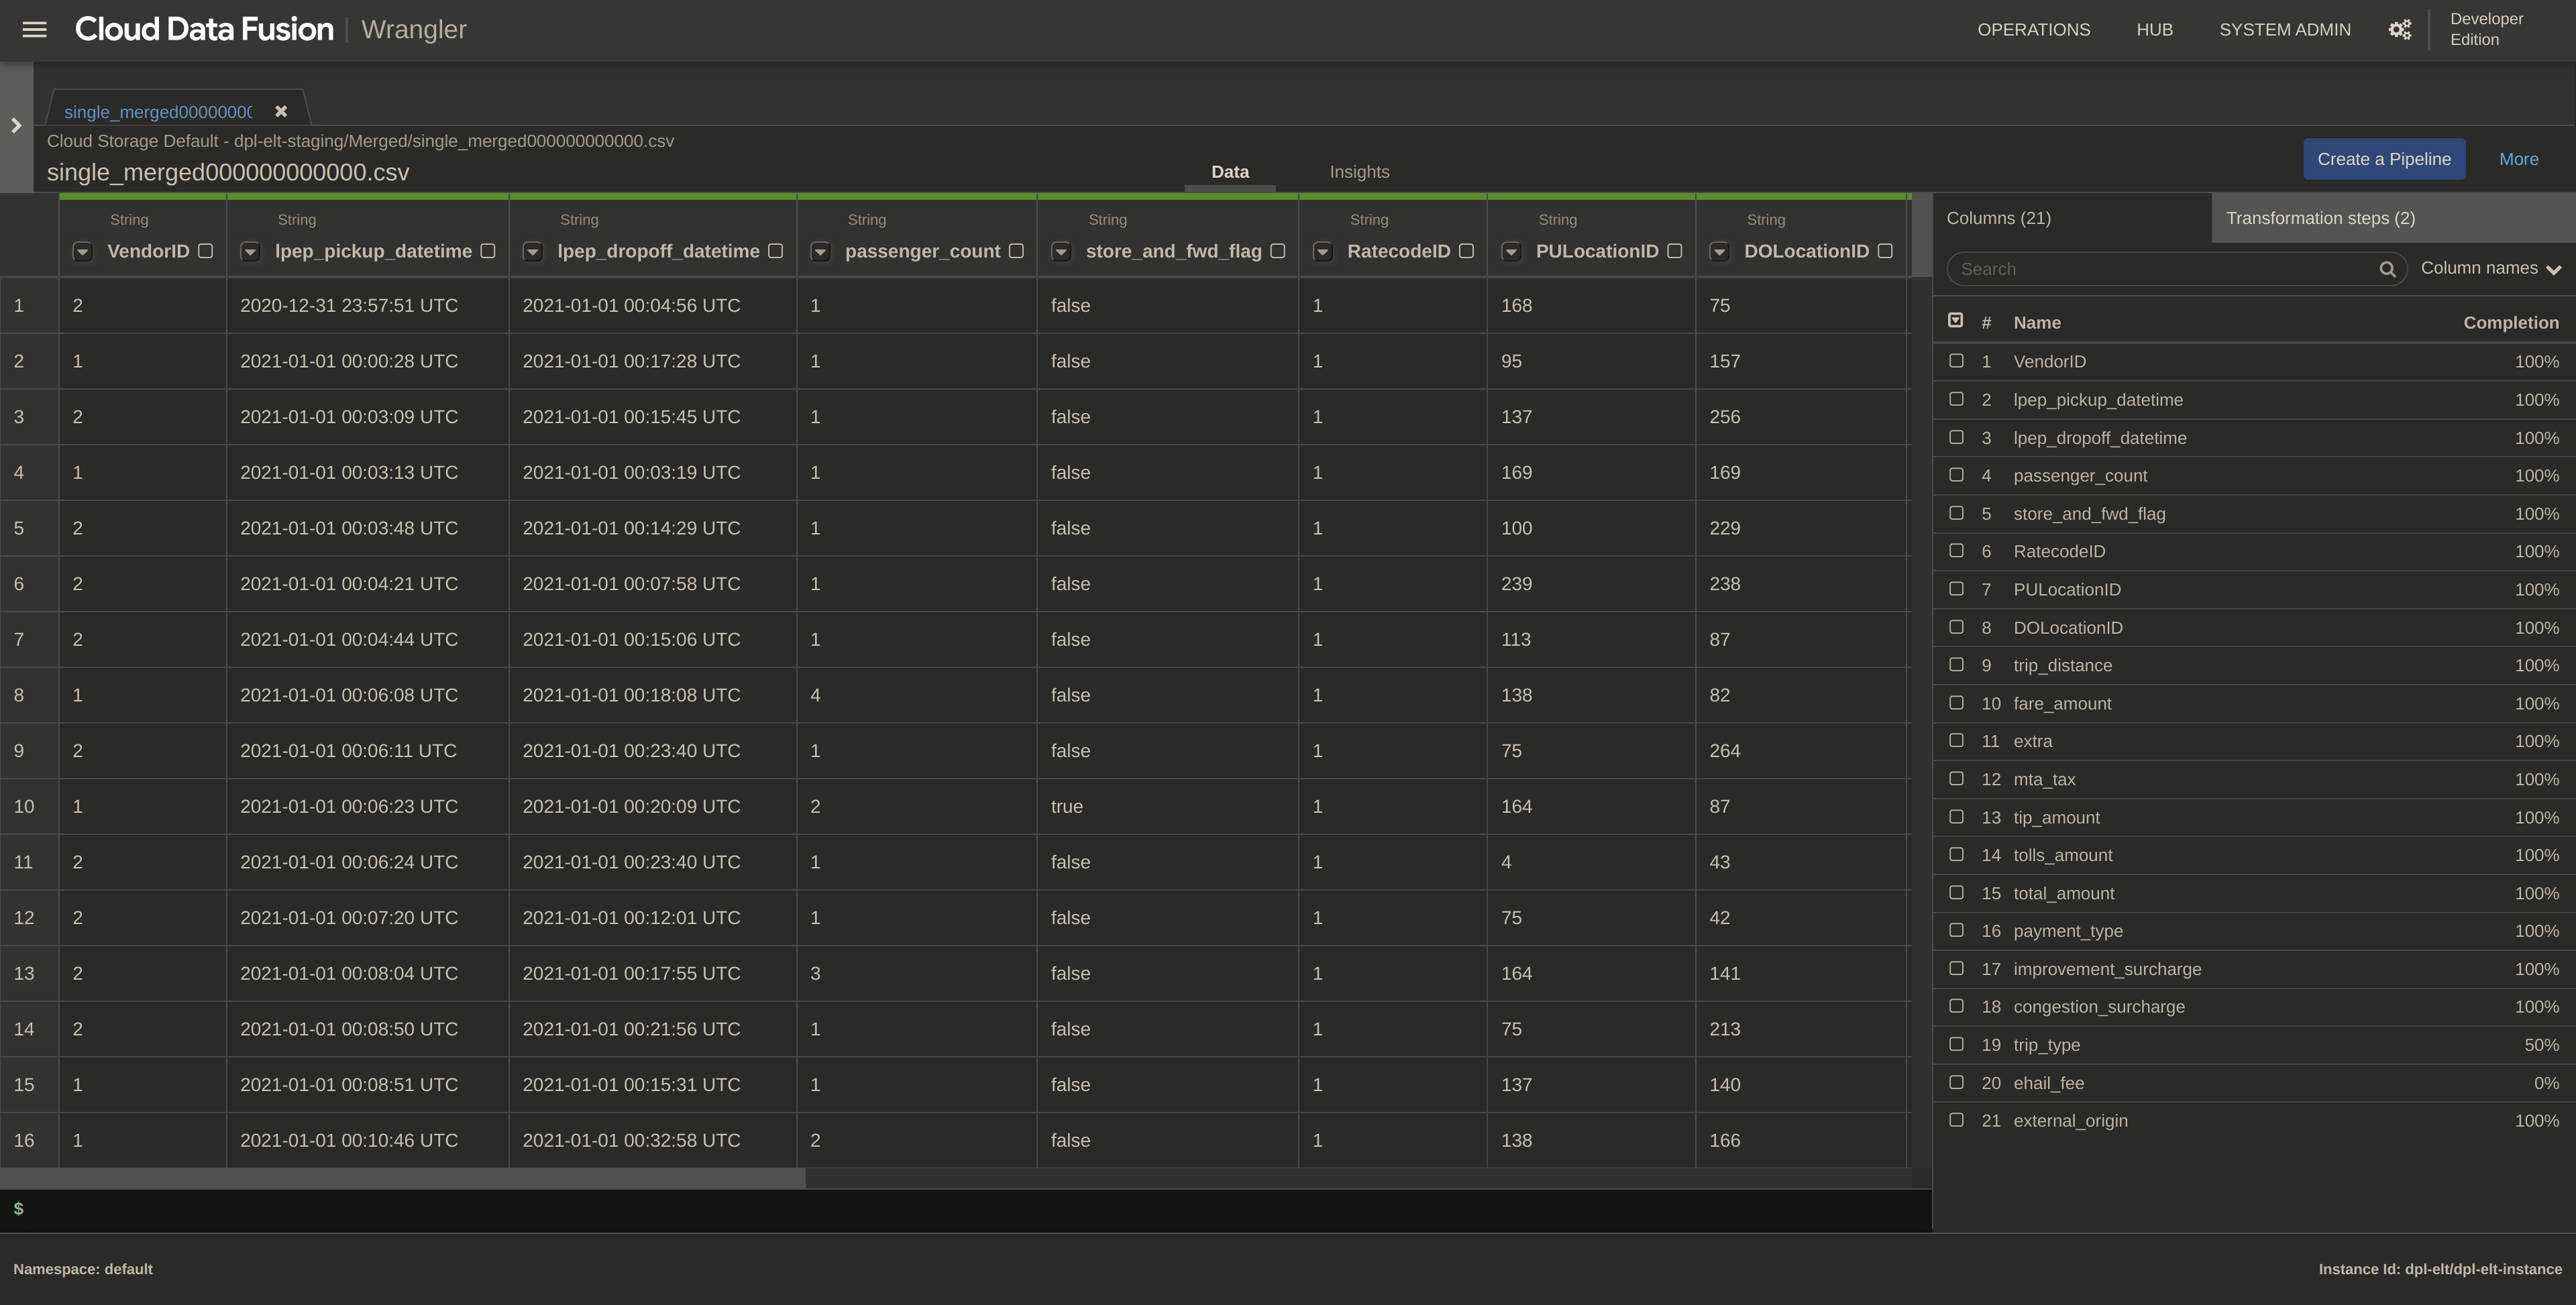 Cloud Data Fusion | Wrangler OPERATIONS HUB SYSTEM ADMIN Developer Edition
single_merged00000000
Cloud Storage Default - dpl-elt-staging/Merged/single_merged000000000000.csv
single_merged000000000000.csv Data Insights Create a Pipeline More
String String String String String String String String
VendorID lpep_pickup_datetime lpep_dropoff_datetime passenger_count store_and_fwd_flag RatecodeID PULocationID DOLocationID
1 2 2020-12-31 23:57:51 UTC 2021-01-01 00:04:56 UTC 1 false 1 168 75
2 1 2021-01-01 00:00:28 UTC 2021-01-01 00:17:28 UTC 1 false 1 95 157
3 2 2021-01-01 00:03:09 UTC 2021-01-01 00:15:45 UTC 1 false 1 137 256
4 1 2021-01-01 00:03:13 UTC 2021-01-01 00:03:19 UTC 1 false 1 169 169
5 2 2021-01-01 00:03:48 UTC 2021-01-01 00:14:29 UTC 1 false 1 100 229
6 2 2021-01-01 00:04:21 UTC 2021-01-01 00:07:58 UTC 1 false 1 239 238
7 2 2021-01-01 00:04:44 UTC 2021-01-01 00:15:06 UTC 1 false 1 113 87
8 1 2021-01-01 00:06:08 UTC 2021-01-01 00:18:08 UTC 4 false 1 138 82
9 2 2021-01-01 00:06:11 UTC 2021-01-01 00:23:40 UTC 1 false 1 75 264
10 1 2021-01-01 00:06:23 UTC 2021-01-01 00:20:09 UTC 2 true 1 164 87
11 2 2021-01-01 00:06:24 UTC 2021-01-01 00:23:40 UTC 1 false 1 4 43
12 2 2021-01-01 00:07:20 UTC 2021-01-01 00:12:01 UTC 1 false 1 75 42
13 2 2021-01-01 00:08:04 UTC 2021-01-01 00:17:55 UTC 3 false 1 164 141
14 2 2021-01-01 00:08:50 UTC 2021-01-01 00:21:56 UTC 1 false 1 75 213
15 1 2021-01-01 00:08:51 UTC 2021-01-01 00:15:31 UTC 1 false 1 137 140
16 1 2021-01-01 00:10:46 UTC 2021-01-01 00:32:58 UTC 2 false 1 138 166
$
Columns (21) Transformation steps (2)
Search Column names
# Name Completion
1 VendorID 100%
2 lpep_pickup_datetime 100%
3 lpep_dropoff_datetime 100%
4 passenger_count 100%
5 store_and_fwd_flag 100%
6 RatecodeID 100%
7 PULocationID 100%
8 DOLocationID 100%
9 trip_distance 100%
10 fare_amount 100%
11 extra 100%
12 mta_tax 100%
13 tip_amount 100%
14 tolls_amount 100%
15 total_amount 100%
16 payment_type 100%
17 improvement_surcharge 100%
18 congestion_surcharge 100%
19 trip_type 50%
20 ehail_fee 0%
21 external_origin 100%
Namespace: default Instance Id: dpl-elt/dpl-elt-instance